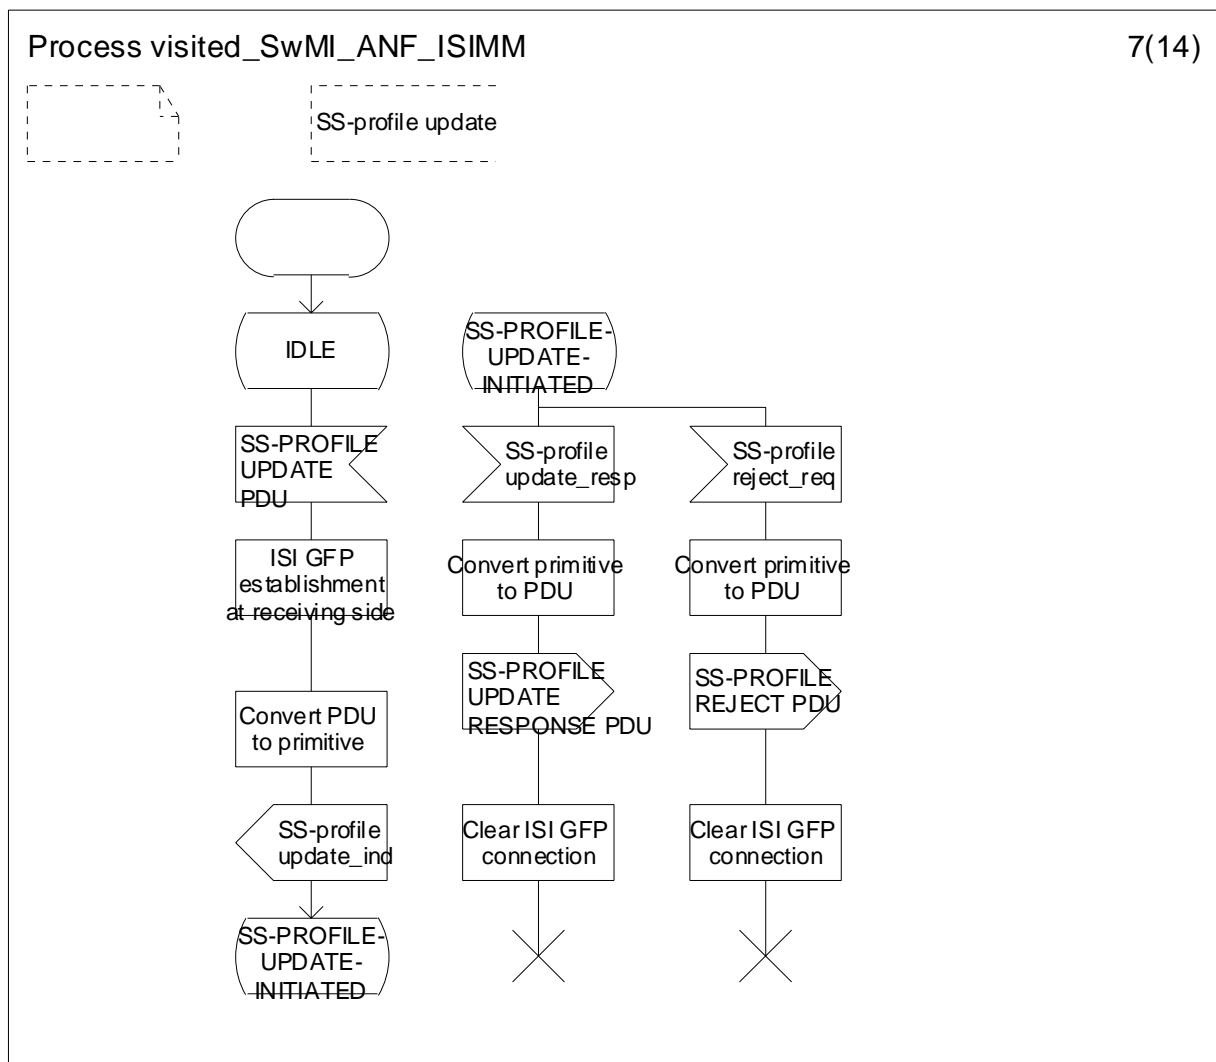 Process visited_SwMI_ANF_ISIMM
7(14)
SS-profile update
IDLE
SS-PROFILE
UPDATE
PDU
ISI GFP
establishment
at receiving side
Convert PDU
to primitive
SS-profile
update_ind
SS-PROFILE-
UPDATE-
INITIATED
SS-PROFILE-
UPDATE-
INITIATED
SS-profile
update_resp
Convert primitive
to PDU
SS-PROFILE
UPDATE
RESPONSE PDU
Clear ISI GFP
connection
SS-profile
reject_req
Convert primitive
to PDU
SS-PROFILE
REJECT PDU
Clear ISI GFP
connection